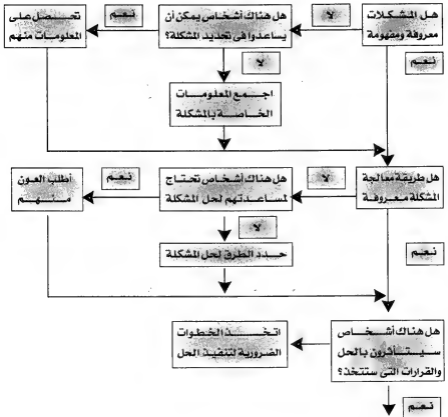 هل المشكلات
معروفة ومفهومة
لا
هل هناك أشخاص يمكن أن
يساعدوا فى تحديد المشكلة؟
نعم
تحصل على
المعلومات منهم
نعم
لا
اجمع المعلومات
الخاصة بالمشكلة
هل طريقة معالجة
المشكلة معروفة
لا
هل هناك أشخاص تحتاج
لمساعدتهم لحل المشكلة
نعم
أطلب العون
منهم
لا
نعم
حدد الطرق لحل المشكلة
هل هناك أشخاص
سيتأثرون بالحل
والقرارات التى ستتخذ؟
اتخذ الخطوات
الضرورية لتنفيذ الحل
نعم